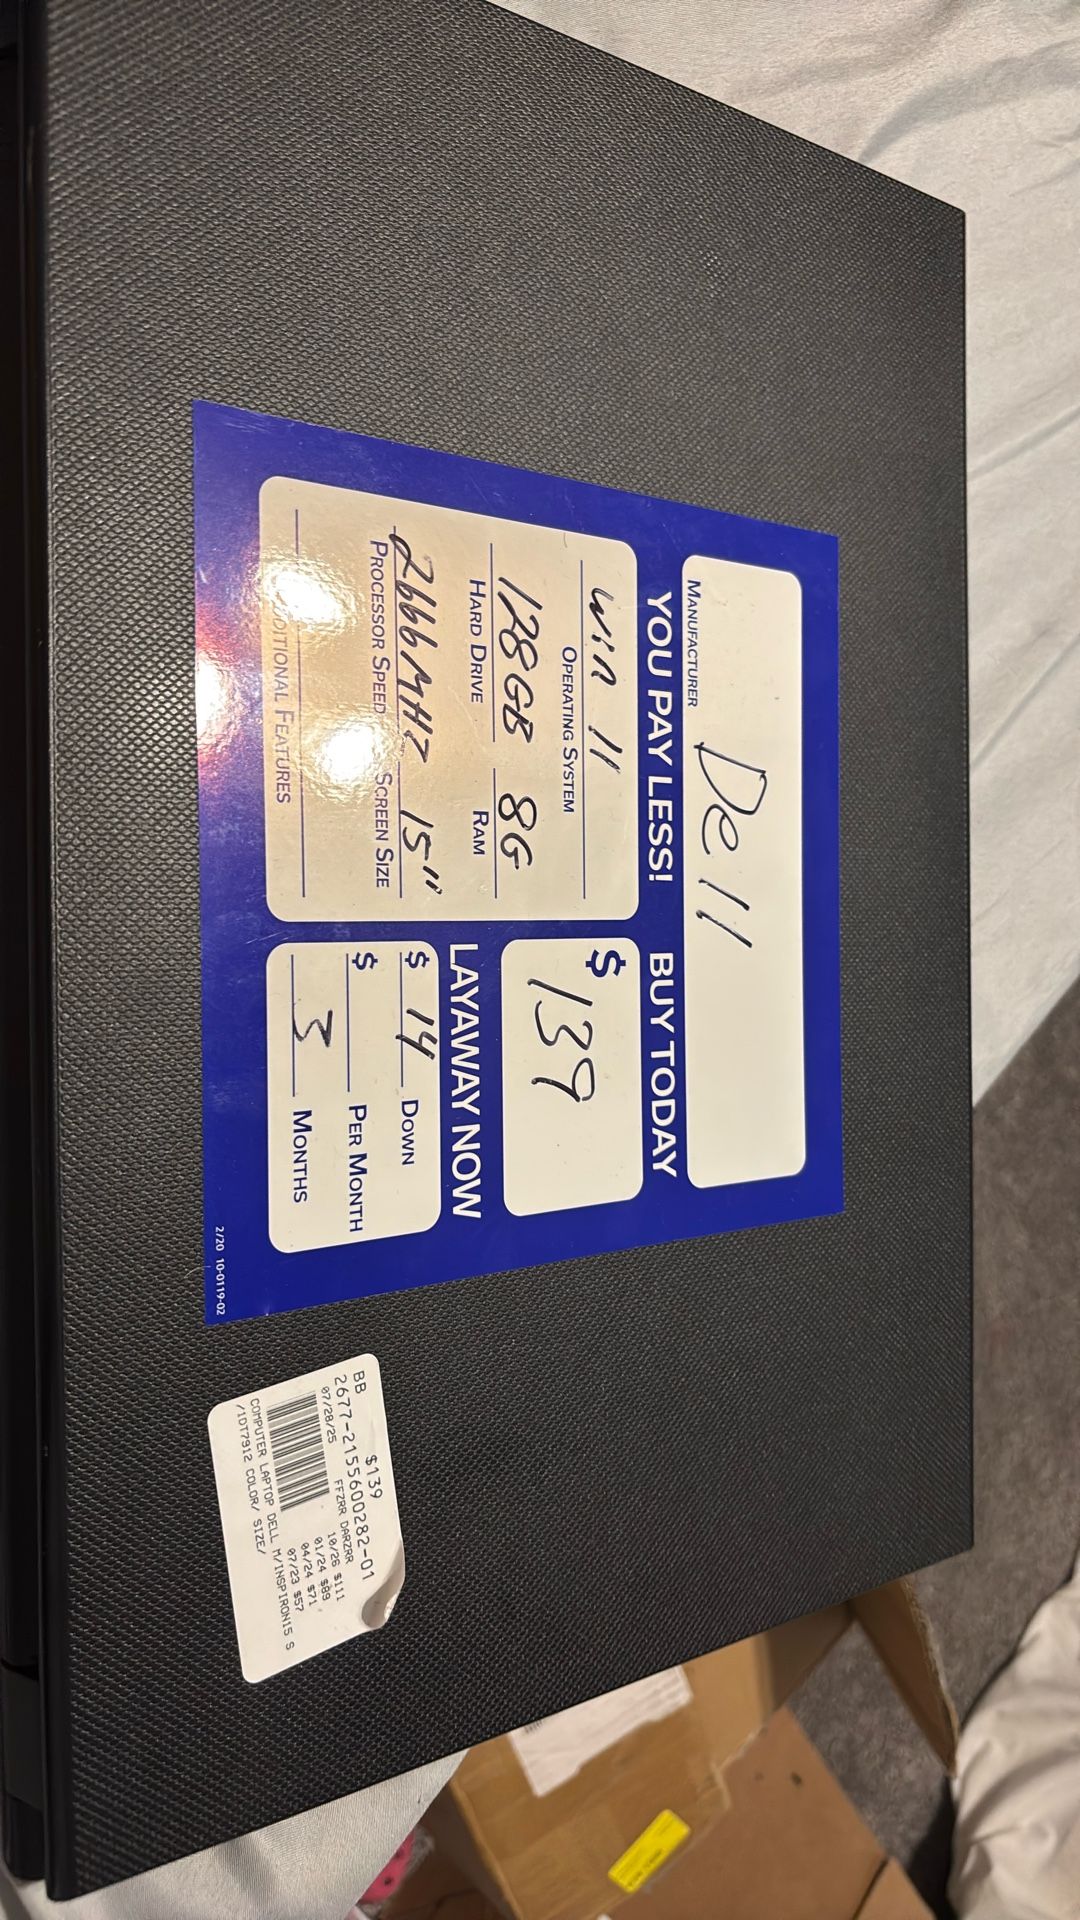 Dell
MANUFACTURER
YOU PAY LESS! BUY TODAY
Win 11
OPERATING SYSTEM
128GB 8G
HARD DRIVE RAM
2666MHz 15"
PROCESSOR SPEED SCREEN SIZE
DITIONAL FEATURES
$ 139
LAYAWAY NOW
$ 14 DOWN
$ PER MONTH
3 MONTHS
2/20 10-0119-02
BB $139
2677-2155600282-01
07/28/25 FFZRR DARZRR
10/26 $111
01/24 $89
04/24 $71
07/23 $57
COMPUTER LAPTOP DELL M/INSPIRON15 S
/IDT7912 COLOR/ SIZE/